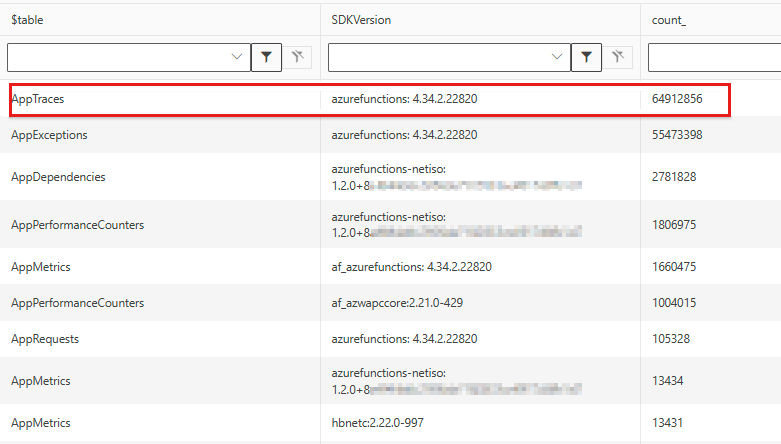 $table SDKVersion count_
AppTraces azurefunctions: 4.34.2.22820 64912856
AppExceptions azurefunctions: 4.34.2.22820 55473398
AppDependencies azurefunctions-netiso: 2781828
1.2.0+8
AppPerformanceCounters azurefunctions-netiso: 1806975
1.2.0+8
AppMetrics af_azurefunctions: 4.34.2.22820 1660475
AppPerformanceCounters af_azwapccore:2.21.0-429 1004015
AppRequests azurefunctions: 4.34.2.22820 105328
AppMetrics azurefunctions-netiso: 13434
1.2.0+8
AppMetrics hbnetc:2.22.0-997 13431